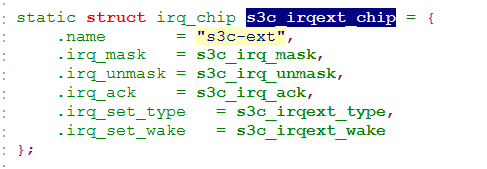 static struct irq_chip s3c_irqext_chip = {
.name = "s3c-ext",
.irq_mask = s3c_irq_mask,
.irq_unmask = s3c_irq_unmask,
.irq_ack = s3c_irq_ack,
.irq_set_type = s3c_irqext_type,
.irq_set_wake = s3c_irqext_wake
};